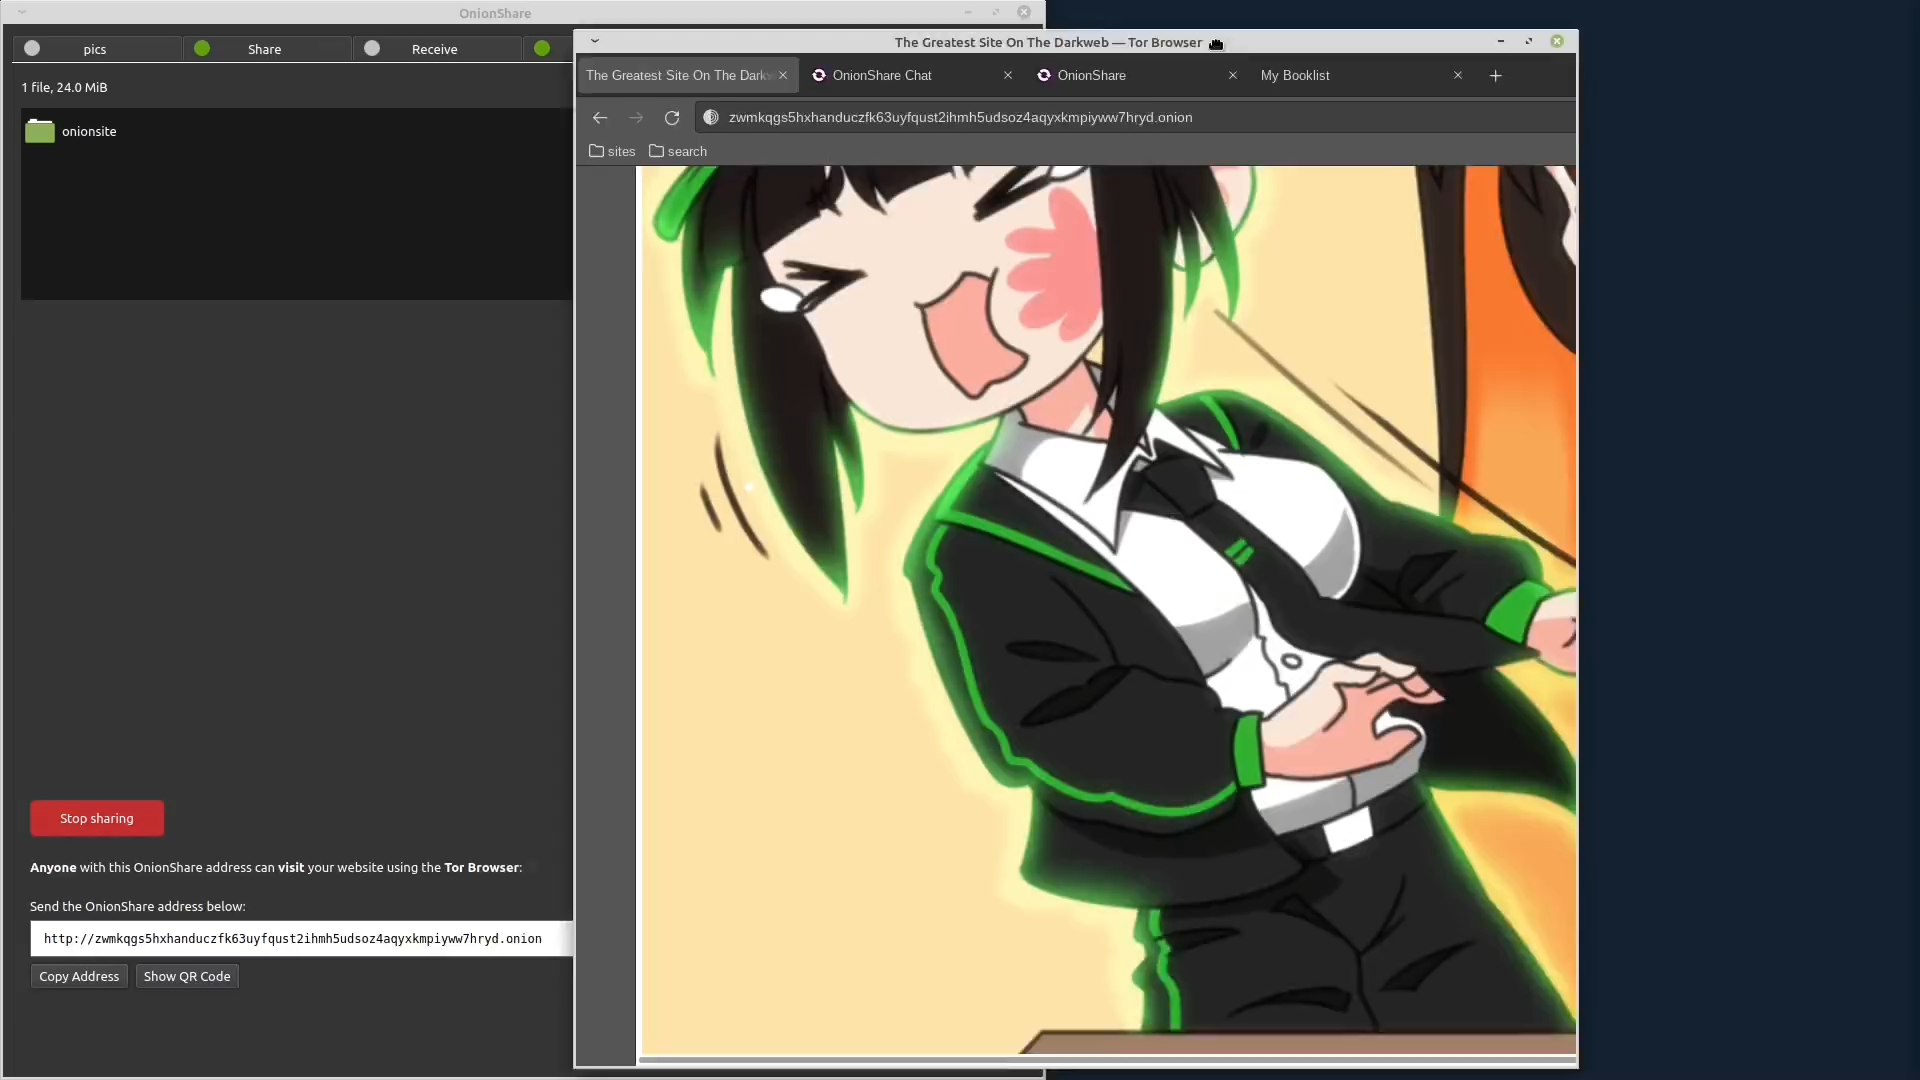 OnionShare
pics
Share
Receive
1 file, 24.0 MiB
onionsite
Stop sharing
Anyone with this OnionShare address can visit your website using the Tor Browser:
Send the OnionShare address below:
http://zwmkqgs5hxhanduczfk63uyfqust2ihmh5udsoz4aqyxkmpiyww7hryd.onion
Copy Address
Show QR Code
The Greatest Site On The Darkweb — Tor Browser
The Greatest Site On The Darkw
OnionShare Chat
OnionShare
My Booklist
zwmkqgs5hxhanduczfk63uyfqust2ihmh5udsoz4aqyxkmpiyww7hryd.onion
sites
search